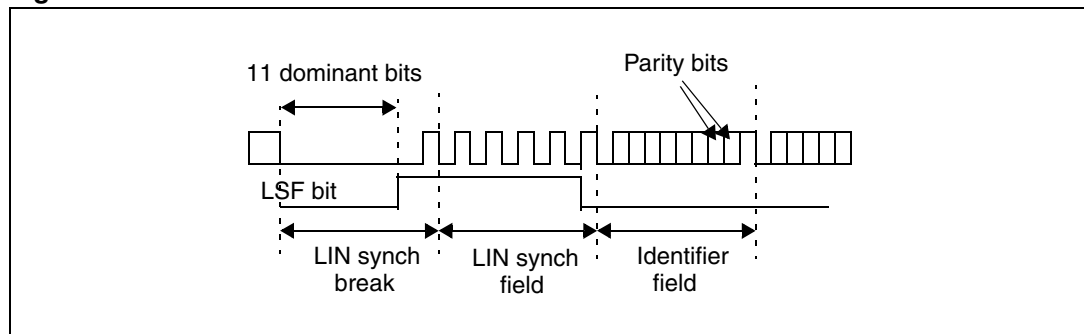 11 dominant bits
Parity bits
LSF bit
LIN synch
break
LIN synch
field
Identifier
field